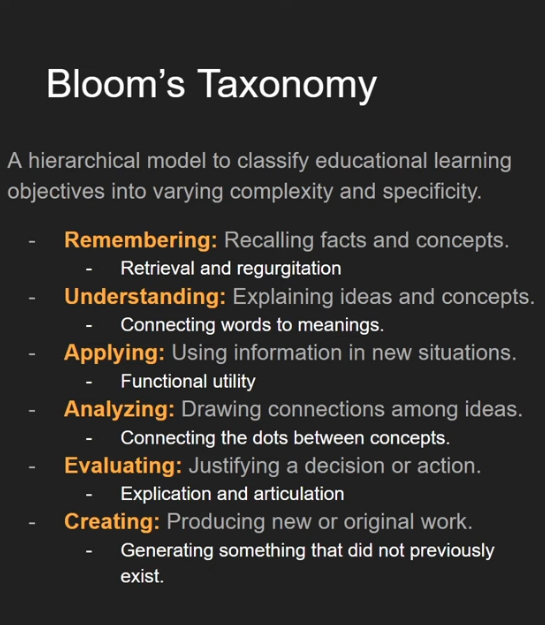 Bloom's Taxonomy
A hierarchical model to classify educational learning
objectives into varying complexity and specificity.
- Remembering: Recalling facts and concepts.
- Retrieval and regurgitation
- Understanding: Explaining ideas and concepts.
- Connecting words to meanings.
- Applying: Using information in new situations.
- Functional utility
- Analyzing: Drawing connections among ideas.
- Connecting the dots between concepts.
- Evaluating: Justifying a decision or action.
- Explication and articulation
- Creating: Producing new or original work.
- Generating something that did not previously
exist.